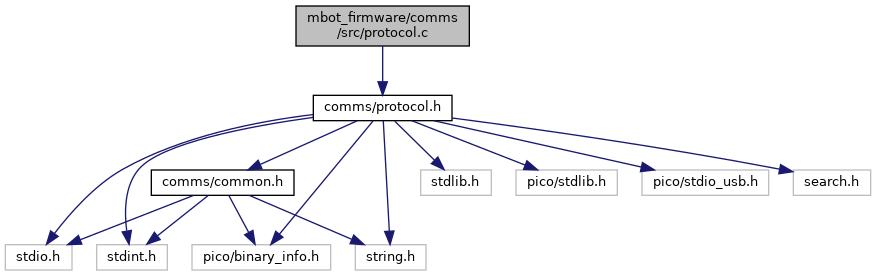 mbot_firmware/comms
/src/protocol.c
comms/protocol.h
comms/common.h
stdlib.h
pico/stdlib.h
pico/stdio_usb.h
search.h
stdio.h
stdint.h
pico/binary_info.h
string.h